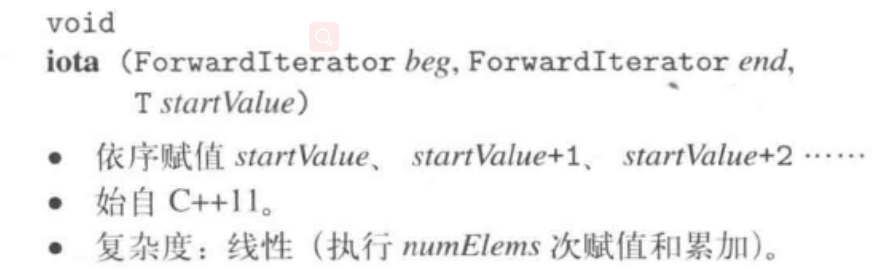 void
iota (ForwardIterator beg, ForwardIterator end,
T startValue)
• 依序赋值 startValue、 startValue+1、 startValue+2 ……
• 始自 C++11。
• 复杂度：线性（执行 numElems 次赋值和累加）。